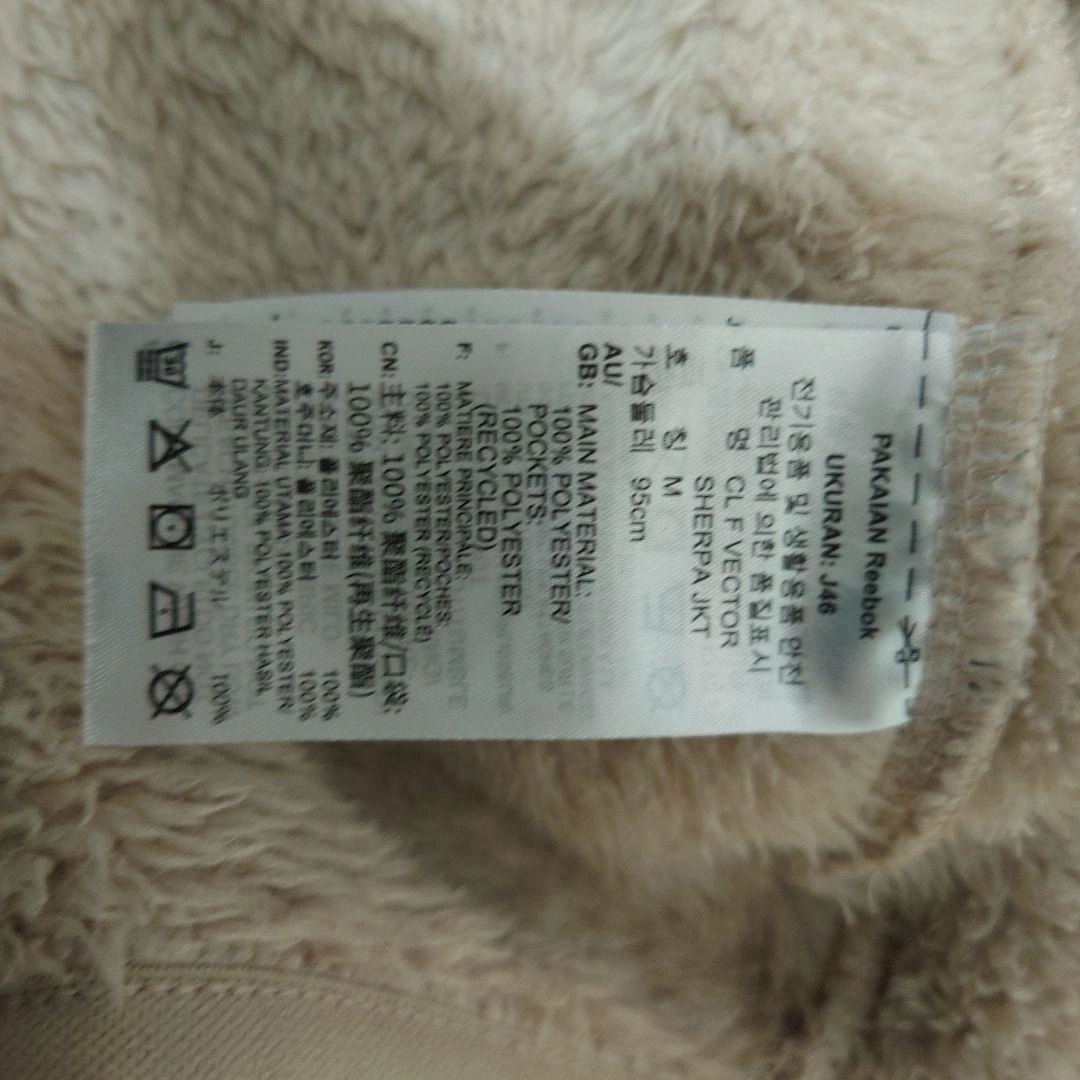 PAKAIAN Reebok
UKURAN: J46
전기용품 및 생활용품 안전
관리법에 의한 품질표시
품 명 CL F VECTOR
SHERPA JKT
호 칭 M
가슴둘레 95cm
AU/
GB: MAIN MATERIAL:
100% POLYESTER/
POCKETS:
100% POLYESTER
(RECYCLED)
F: MATIERE PRINCIPALE:
100% POLYESTER/POCHES:
100% POLYESTER (RECYCLE)
CN: 主料: 100% 聚酯纤维/口袋:
100% 聚酯纤维(再生聚酯)
KOR: 주소재: 폴리에스터 100%
호주머니: 폴리에스터 100%
IND: MATERIAL UTAMA: 100% POLYESTER/
KANTUNG: 100% POLYESTER HASIL
DAUR ULANG
J: 本体 ポリエステル 100%
30